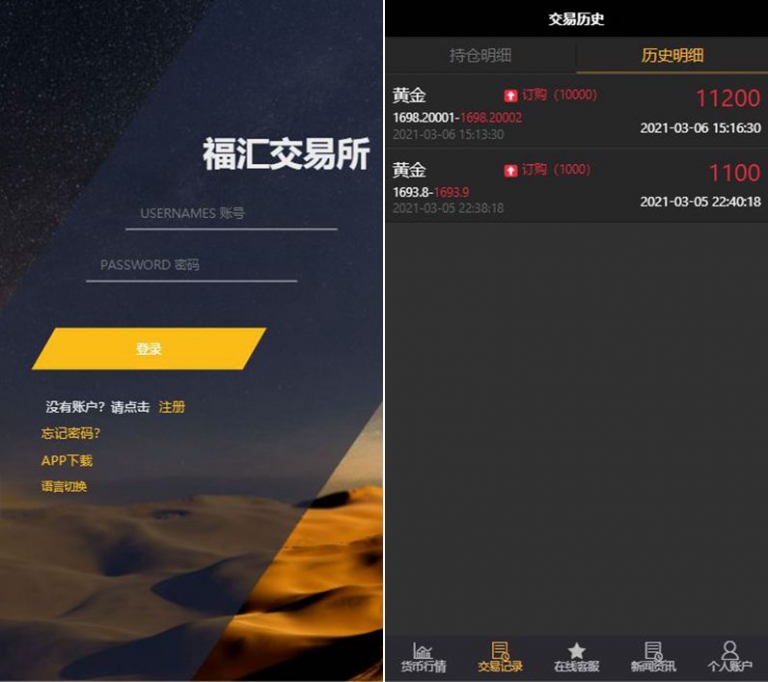 福汇交易所
USERNAMES 账号
PASSWORD 密码
登录
没有账户？请点击 注册
忘记密码?
APP下载
语言切换
交易历史
持仓明细 历史明细
黄金 订购（10000） 11200
1698.20001-1698.20002
2021-03-06 15:13:30 2021-03-06 15:16:30
黄金 订购（1000） 1100
1693.8-1693.9
2021-03-05 22:38:18 2021-03-05 22:40:18
货币行情 交易记录 在线客服 新闻资讯 个人账户